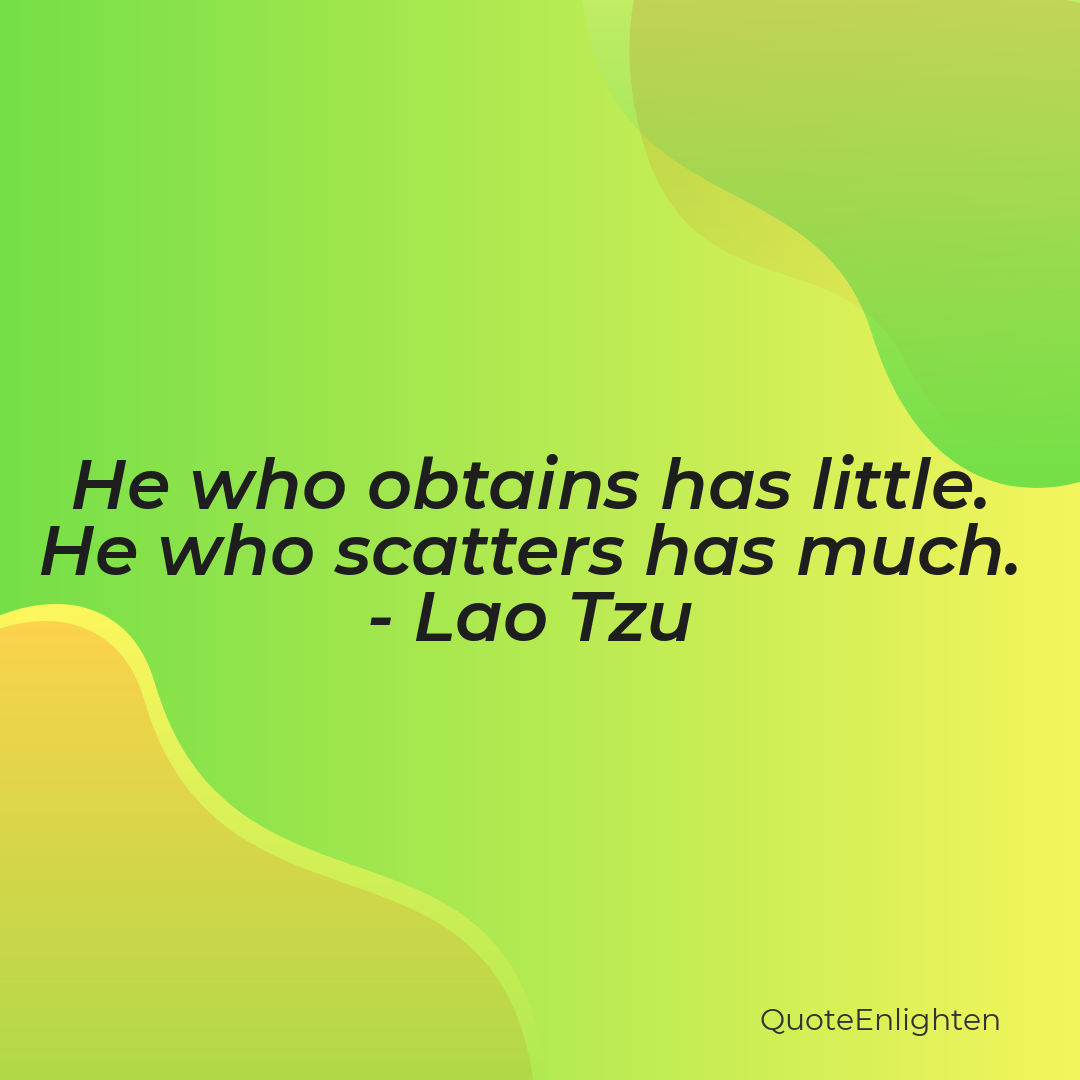 He who obtains has little.
He who scatters has much.
- Lao Tzu
QuoteEnlighten